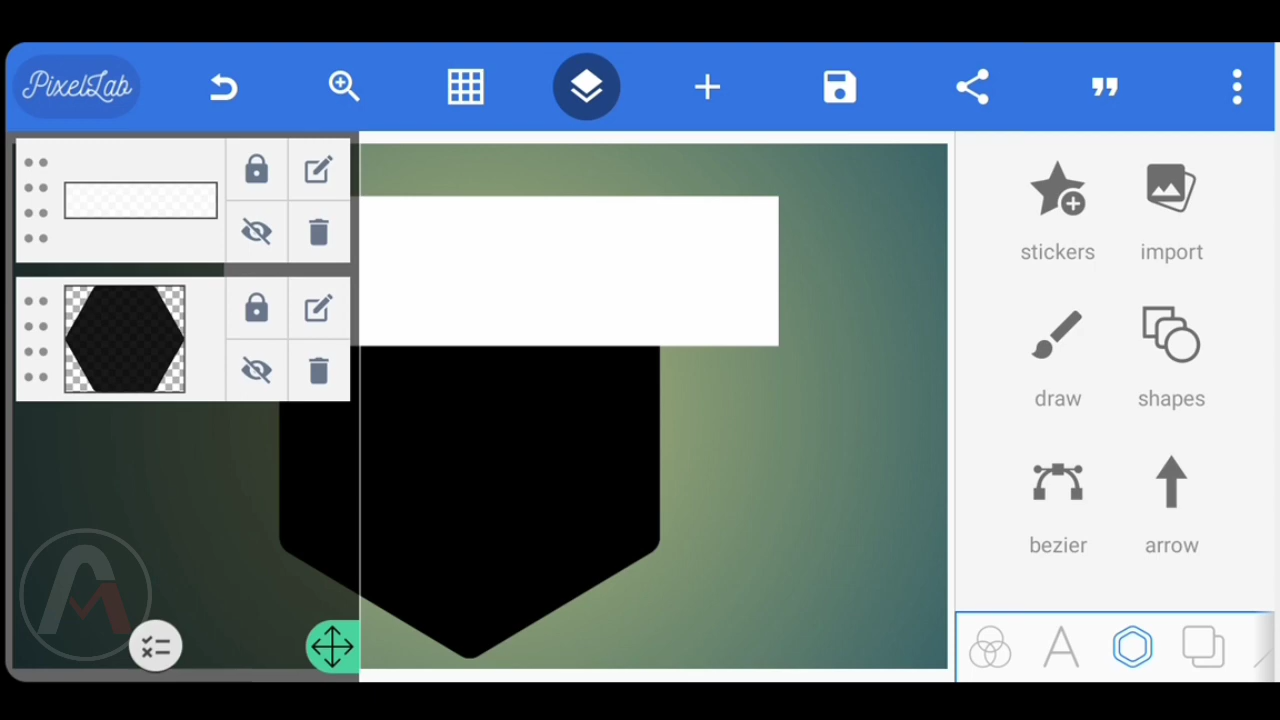 PixelLab
stickers
import
draw
shapes
bezier
arrow